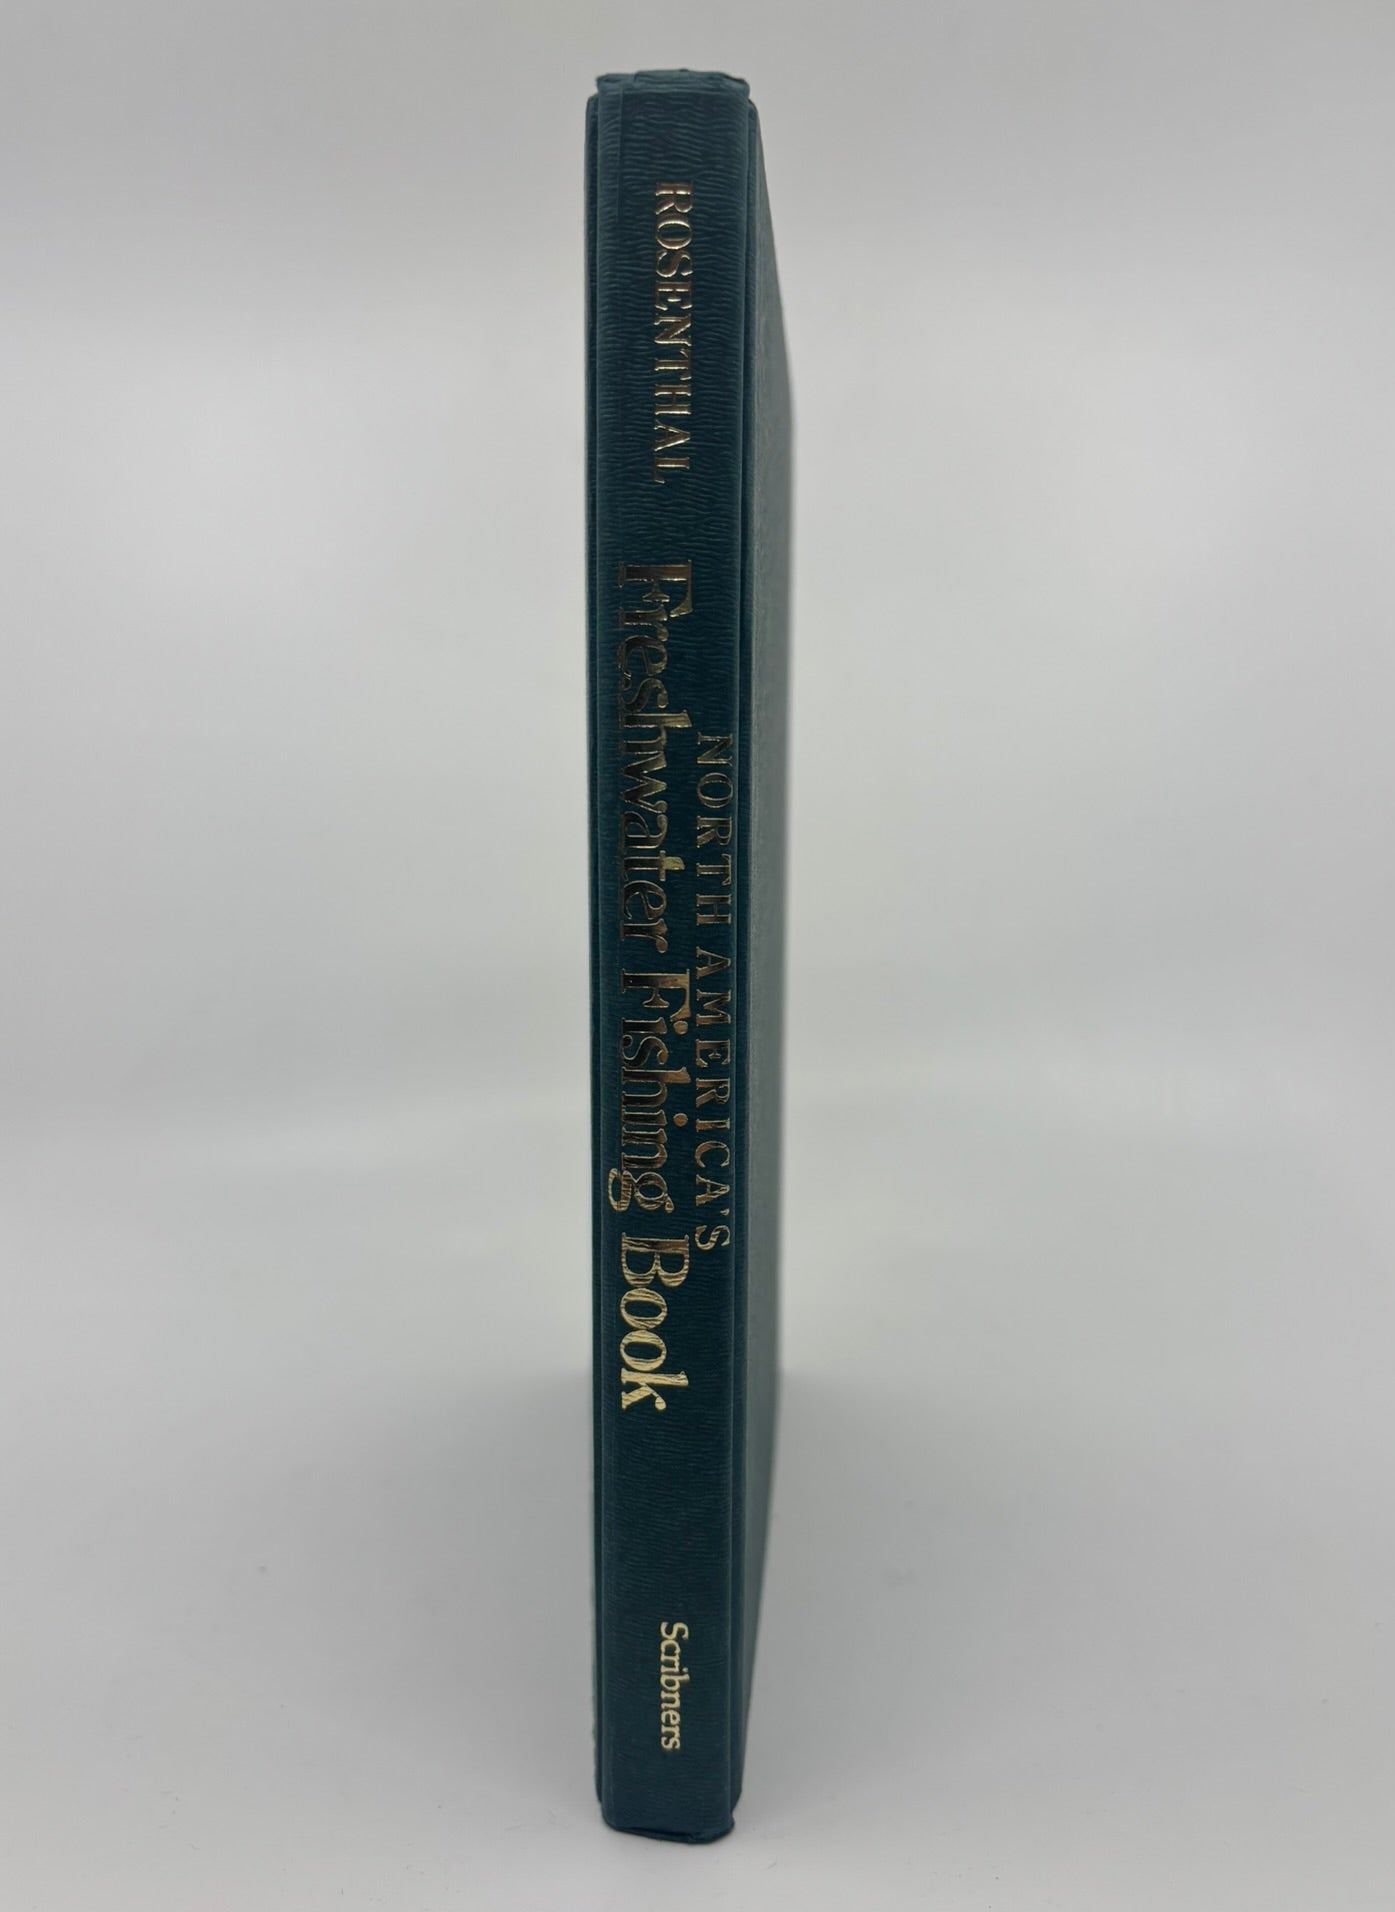 ROSENTHAL
NORTH AMERICA'S
Freshwater Fishing Book
Scribners